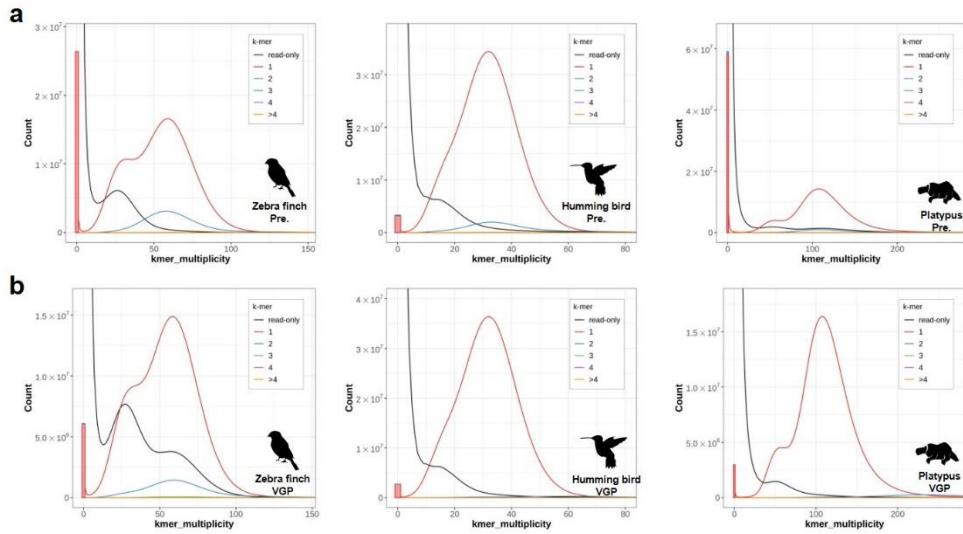 a
3 × 10⁷
2 × 10⁷
1 × 10⁷
0
Count
0
50
100
150
kmer_multiplicity
k-mer
read-only
1
2
3
4
>4
Zebra finch
Pre.
3 × 10⁷
2 × 10⁷
1 × 10⁷
0
Count
0
20
40
60
80
kmer_multiplicity
k-mer
read-only
1
2
3
4
>4
Humming bird
Pre.
6 × 10⁷
4 × 10⁷
2 × 10⁷
0
Count
0
100
200
kmer_multiplicity
k-mer
read-only
1
2
3
4
>4
Platypus
Pre.
b
1.5 × 10⁷
1.0 × 10⁷
5.0 × 10⁶
0
Count
0
50
100
150
kmer_multiplicity
k-mer
read-only
1
2
3
4
>4
Zebra finch
VGP
4 × 10⁷
3 × 10⁷
2 × 10⁷
1 × 10⁷
0
Count
0
20
40
60
80
kmer_multiplicity
k-mer
read-only
1
2
3
4
>4
Humming bird
VGP
1.5 × 10⁷
1.0 × 10⁷
5.0 × 10⁶
0
Count
0
100
200
kmer_multiplicity
k-mer
read-only
1
2
3
4
>4
Platypus
VGP